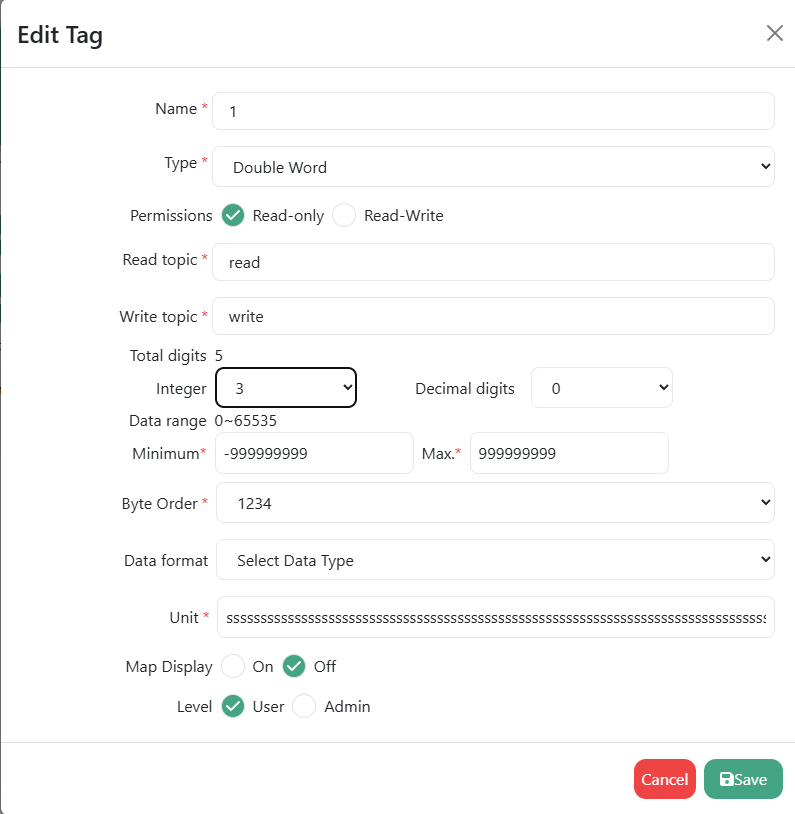 Edit Tag
Name * 1
Type * Double Word
Permissions Read-only Read-Write
Read topic * read
Write topic * write
Total digits 5
Integer 3 Decimal digits 0
Data range 0~65535
Minimum* -999999999 Max.* 999999999
Byte Order * 1234
Data format Select Data Type
Unit *
Map Display On Off
Level User Admin
Cancel Save